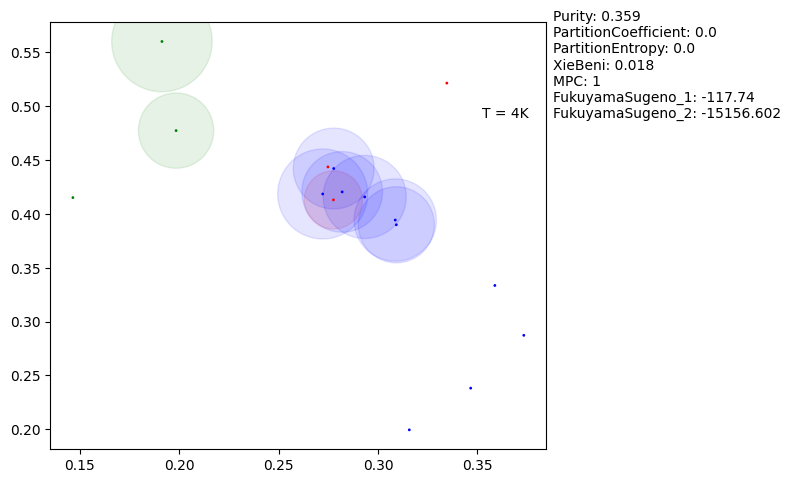 Purity: 0.359
PartitionCoefficient: 0.0
PartitionEntropy: 0.0
XieBeni: 0.018
MPC: 1
FukuyamaSugeno_1: -117.74
FukuyamaSugeno_2: -15156.602
T = 4K
0.55
0.50
0.45
0.40
0.35
0.30
0.25
0.20
0.15 0.20 0.25 0.30 0.35